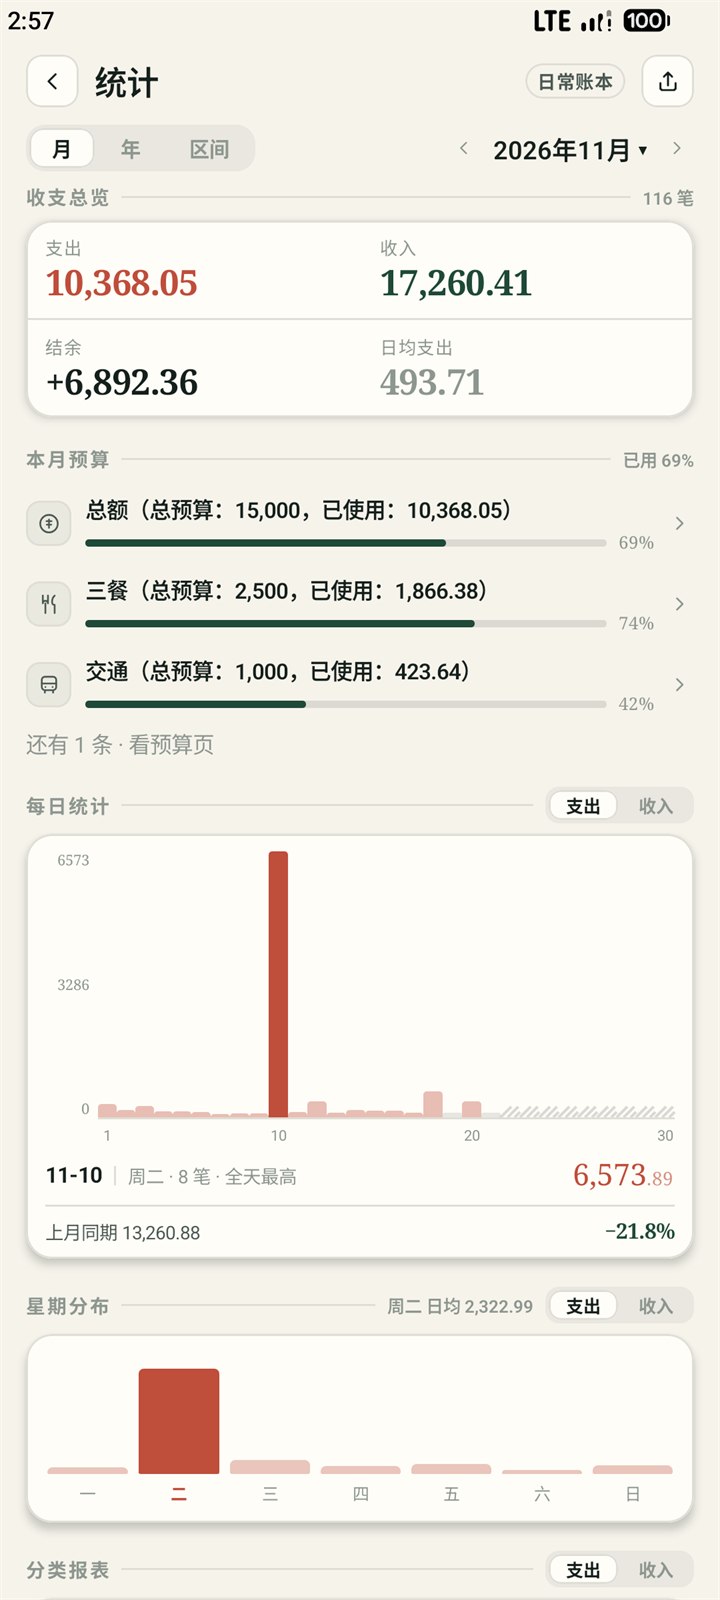 2:57 LTE 100
统计 日常账本
月 年 区间 2026年11月
收支总览 116 笔
支出 收入
10,368.05 17,260.41
结余 日均支出
+6,892.36 493.71
本月预算 已用 69%
总额（总预算：15,000，已使用：10,368.05）
69%
三餐（总预算：2,500，已使用：1,866.38）
74%
交通（总预算：1,000，已使用：423.64）
42%
还有 1 条 · 看预算页
每日统计 支出 收入
6573
3286
0
1 10 20 30
11-10 周二 · 8 笔 · 全天最高 6,573.89
上月同期 13,260.88 −21.8%
星期分布 周二 日均 2,322.99 支出 收入
一 二 三 四 五 六 日
分类报表 支出 收入